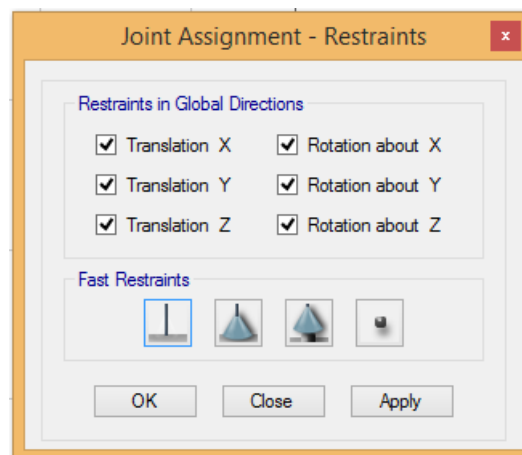 Joint Assignment - Restraints
x
Restraints in Global Directions
Translation X
Rotation about X
Translation Y
Rotation about Y
Translation Z
Rotation about Z
Fast Restraints
OK
Close
Apply